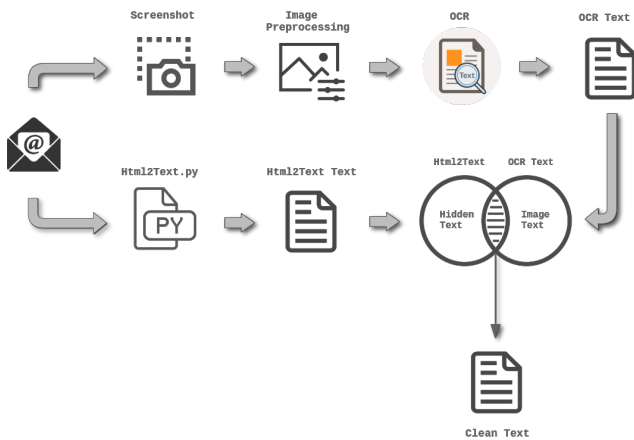 Screenshot
Image
Preprocessing
OCR
OCR Text
Text
@
Html2Text.py
Html2Text Text
Html2Text
OCR Text
PY
Hidden
Text
Image
Text
Clean Text